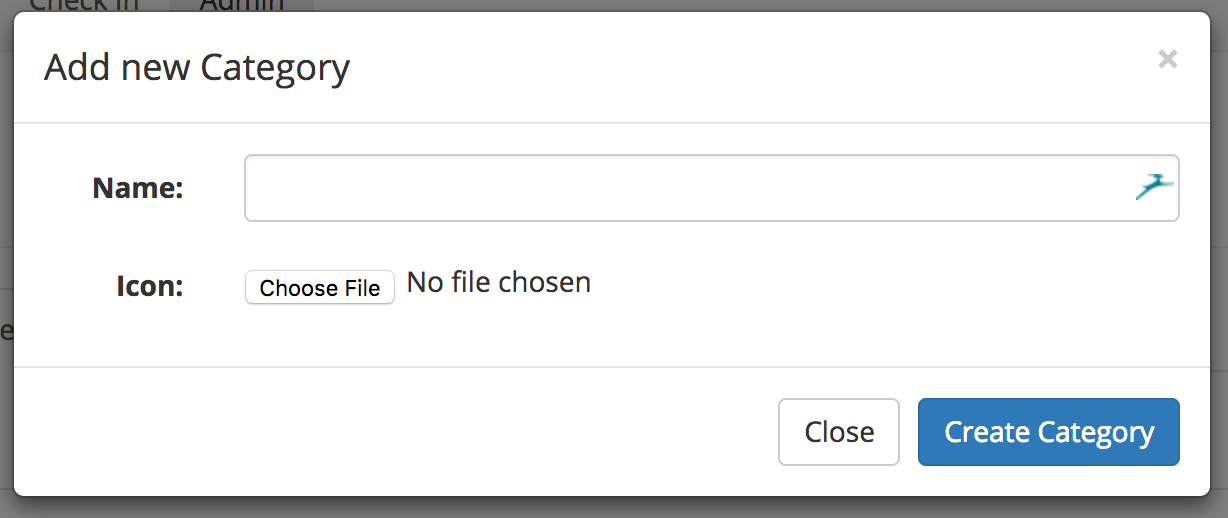 Check In Admin
Add new Category ×
Name:
Icon: Choose File No file chosen
e
Close Create Category